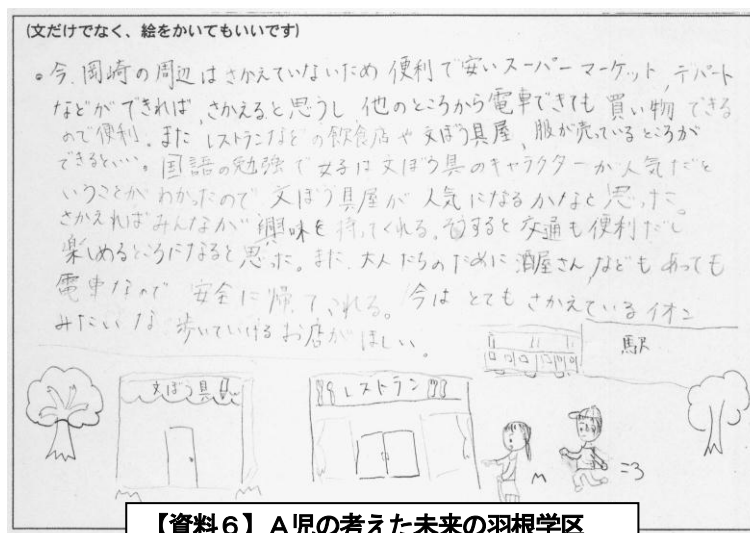 (文だけでなく、絵をかいてもいいです)
。今、岡崎の周辺はさかえていないため 便利で安いスーパーマーケット,デパート
などができれば,さかえると思うし 他のところから電車できても 買い物 できる
ので便利。また レストランなどの飲食店や 文ぼう具屋、服が売っているところが
できるといい。国語の勉強で 女子は文ぼう具のキャラクターが人気だと
いうことが わかったので 文ぼう具屋が 人気になるかなと 思った。
さかえればみんなが 興味を持ってくれる。すると 交通も便利だし
楽しめるところになると思った。また、大人たちのために 酒屋さんなども あっても
電車なので 安全に帰てこれる。今は とても さかえているイオン
みたいな 歩いていけるお店がほしい。
駅
文ぼう具
レストラン
【資料6】A児の考えた未来の羽根学区